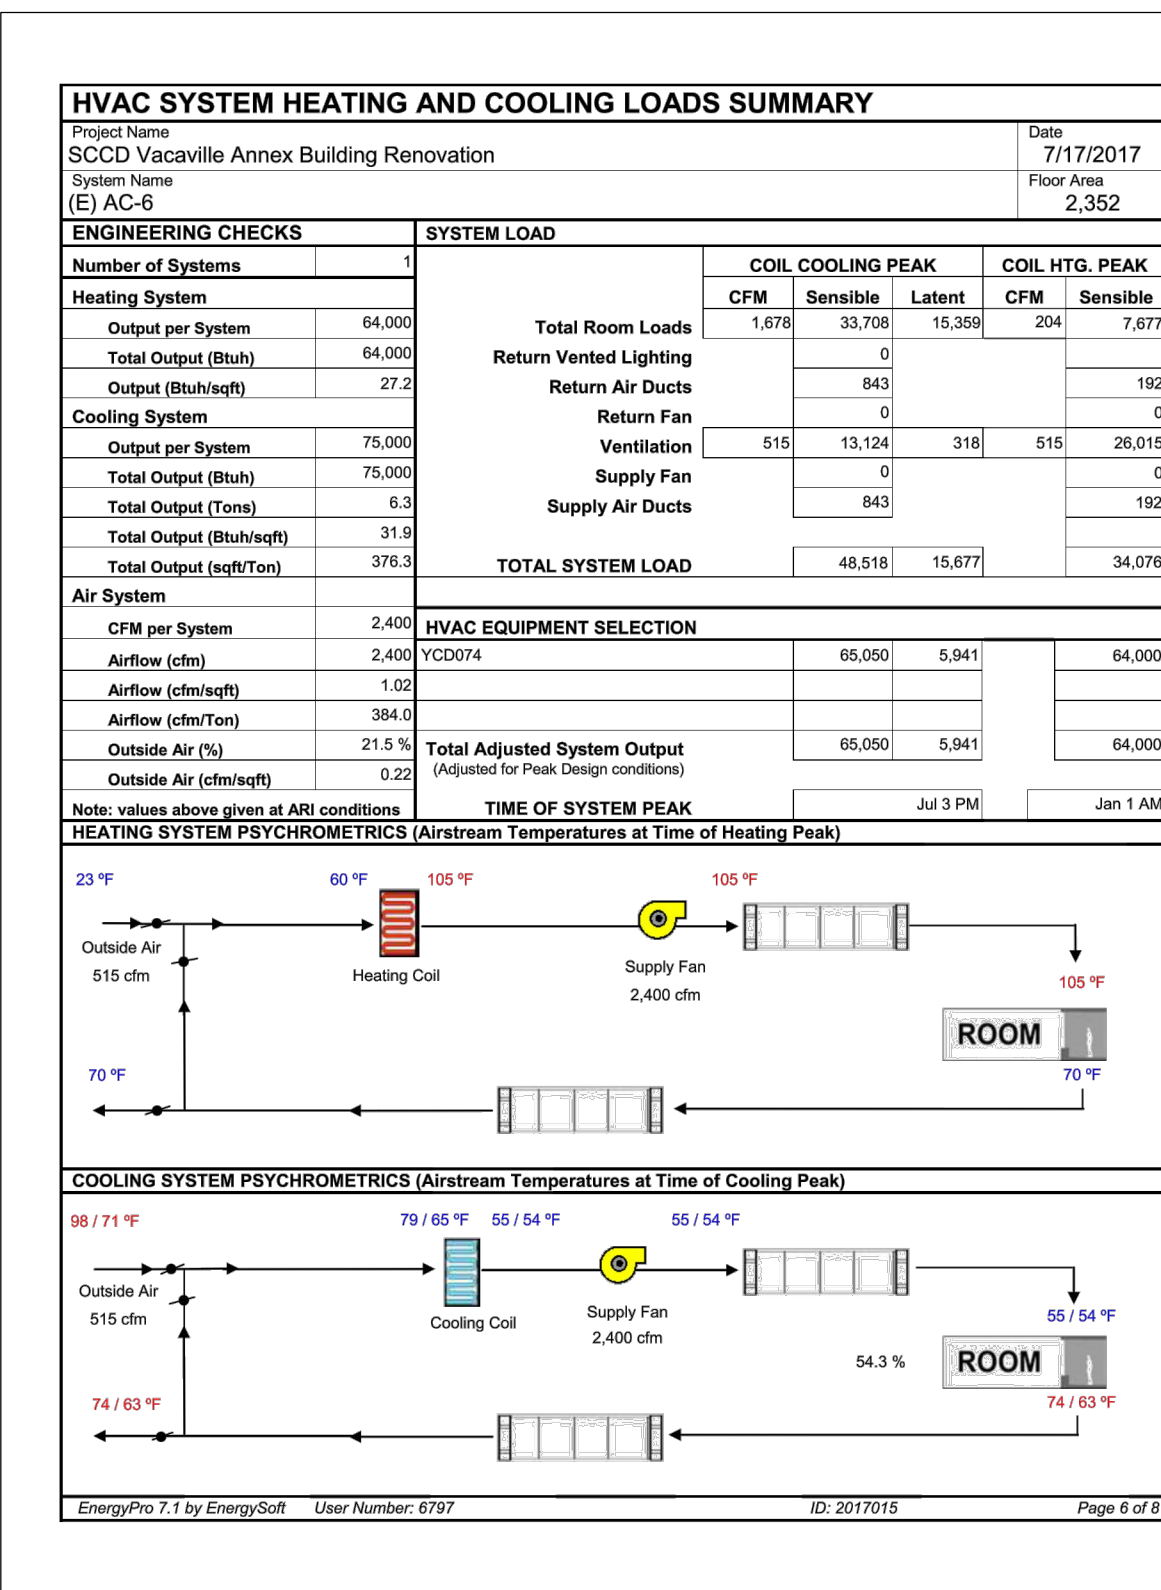 HVAC SYSTEM HEATING AND COOLING LOADS SUMMARY
Project Name
SCCD Vacaville Annex Building Renovation
Date
7/17/2017
System Name
(E) AC-6
Floor Area
2,352
ENGINEERING CHECKS
SYSTEM LOAD
Number of Systems 1
COIL COOLING PEAK COIL HTG. PEAK
Heating System
CFM Sensible Latent CFM Sensible
Output per System 64,000
Total Room Loads 1,678 33,708 15,359 204 7,677
Total Output (Btuh) 64,000
Return Vented Lighting 0
Output (Btuh/sqft) 27.2
Return Air Ducts 843 192
Cooling System
Return Fan 0 0
Output per System 75,000
Ventilation 515 13,124 318 515 26,015
Total Output (Btuh) 75,000
Supply Fan 0 0
Total Output (Tons) 6.3
Supply Air Ducts 843 192
Total Output (Btuh/sqft) 31.9
Total Output (sqft/Ton) 376.3
TOTAL SYSTEM LOAD 48,518 15,677 34,076
Air System
CFM per System 2,400
HVAC EQUIPMENT SELECTION
Airflow (cfm) 2,400
YCD074 65,050 5,941 64,000
Airflow (cfm/sqft) 1.02
Airflow (cfm/Ton) 384.0
Outside Air (%) 21.5 %
Total Adjusted System Output 65,050 5,941 64,000
(Adjusted for Peak Design conditions)
Outside Air (cfm/sqft) 0.22
Note: values above given at ARI conditions
TIME OF SYSTEM PEAK Jul 3 PM Jan 1 AM
HEATING SYSTEM PSYCHROMETRICS (Airstream Temperatures at Time of Heating Peak)
23 ºF 60 ºF 105 ºF 105 ºF
Outside Air
515 cfm
Heating Coil
Supply Fan
2,400 cfm
105 ºF
ROOM
70 ºF 70 ºF
COOLING SYSTEM PSYCHROMETRICS (Airstream Temperatures at Time of Cooling Peak)
98 / 71 ºF 79 / 65 ºF 55 / 54 ºF 55 / 54 ºF
Outside Air
515 cfm
Cooling Coil
Supply Fan
2,400 cfm
55 / 54 ºF
54.3 % ROOM
74 / 63 ºF 74 / 63 ºF
EnergyPro 7.1 by EnergySoft User Number: 6797 ID: 2017015 Page 6 of 8